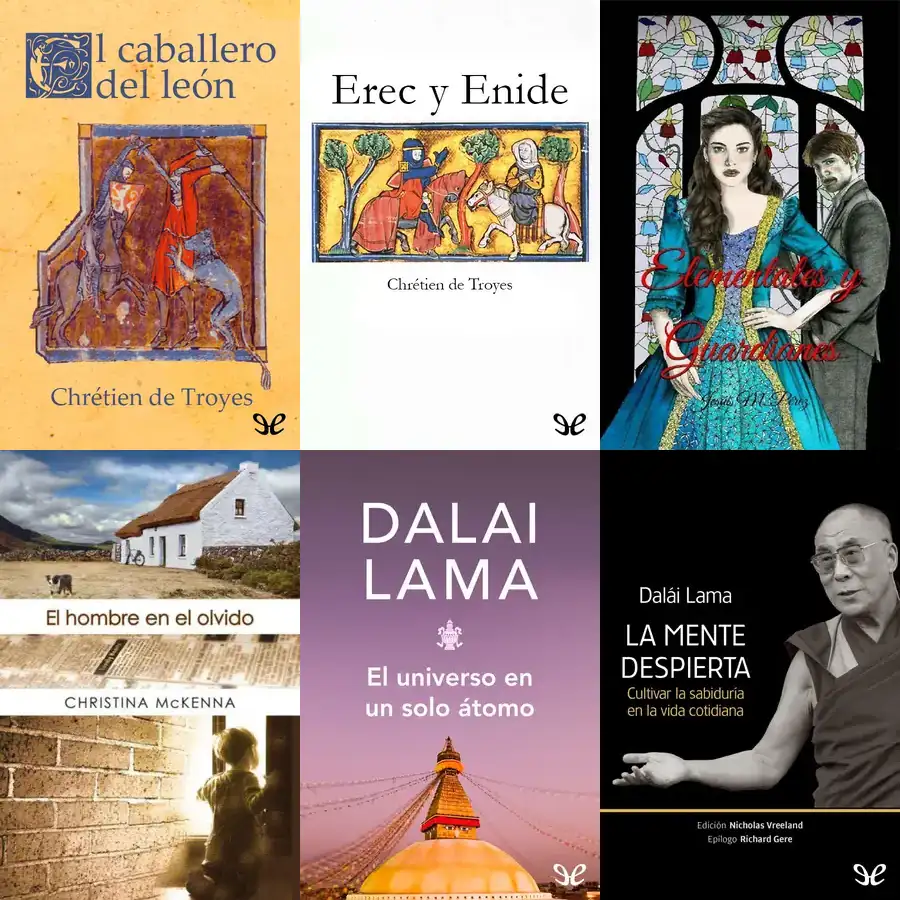 El caballero
del león
Chrétien de Troyes
Erec y Enide
Chrétien de Troyes
Elementales y
Guardianes
Jesús M. Pérez
El hombre en el olvido
CHRISTINA McKENNA
DALAI
LAMA
El universo en
un solo átomo
Dalái Lama
LA MENTE
DESPIERTA
Cultivar la sabiduría
en la vida cotidiana
Edición Nicholas Vreeland
Epílogo Richard Gere